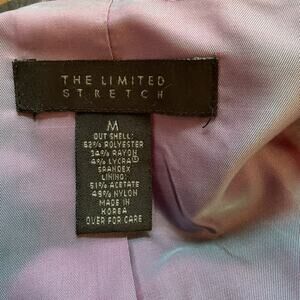 THE LIMITED
STRETCH
M
OUT SHELL:
62% POLYESTER
34% RAYON
4% LYCRA®
SPANDEX
LINING:
51% ACETATE
49% NYLON
MADE IN
KOREA
OVER FOR CARE